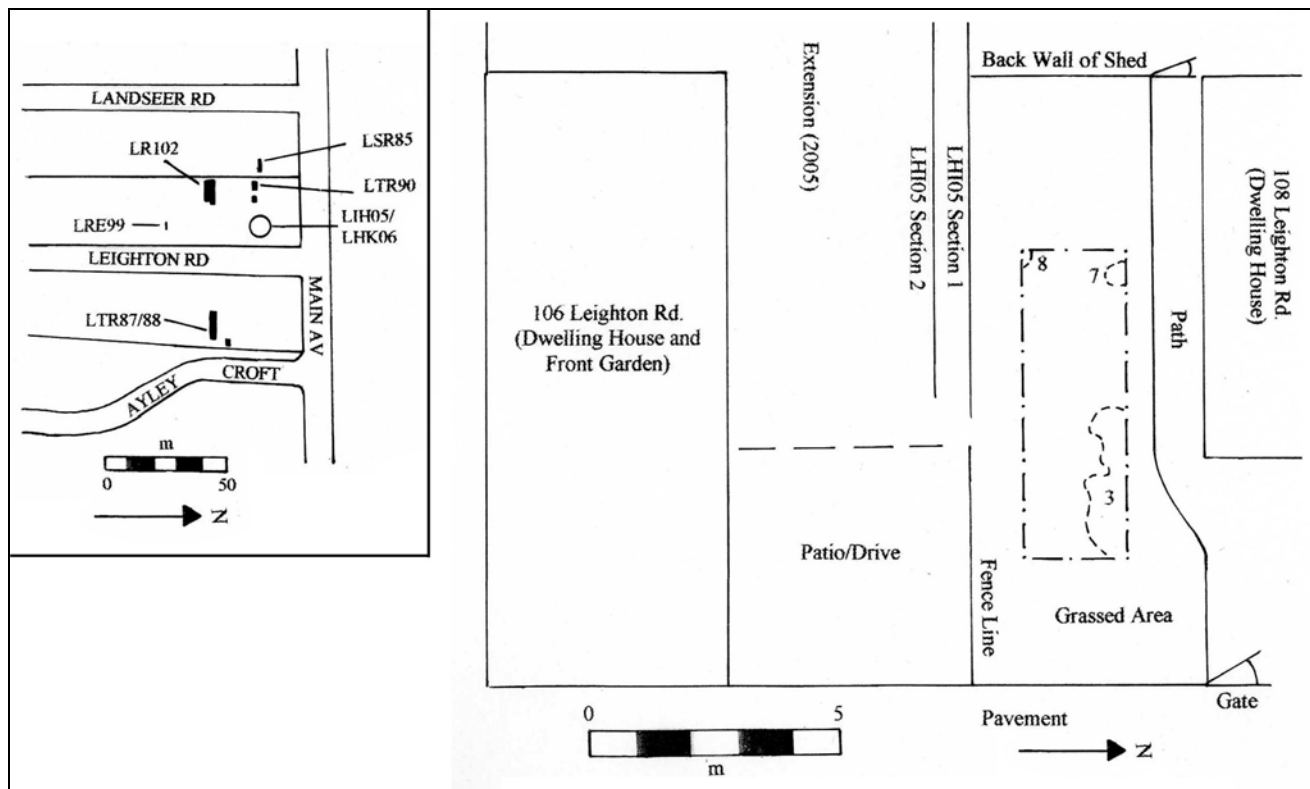 LANDSEER RD
LSR85
LR102
LTR90
LRE99
LIH05/
LHK06
LEIGHTON RD
MAIN AV
LTR87/88
AYLEY
CROFT
m
0
50
N
Extension (2005)
LHI05 Section 2
LHI05 Section 1
Back Wall of Shed
108 Leighton Rd.
(Dwelling House)
8
7
Path
106 Leighton Rd.
(Dwelling House and
Front Garden)
3
Patio/Drive
Fence Line
Grassed Area
Gate
0
5
Pavement
m
N